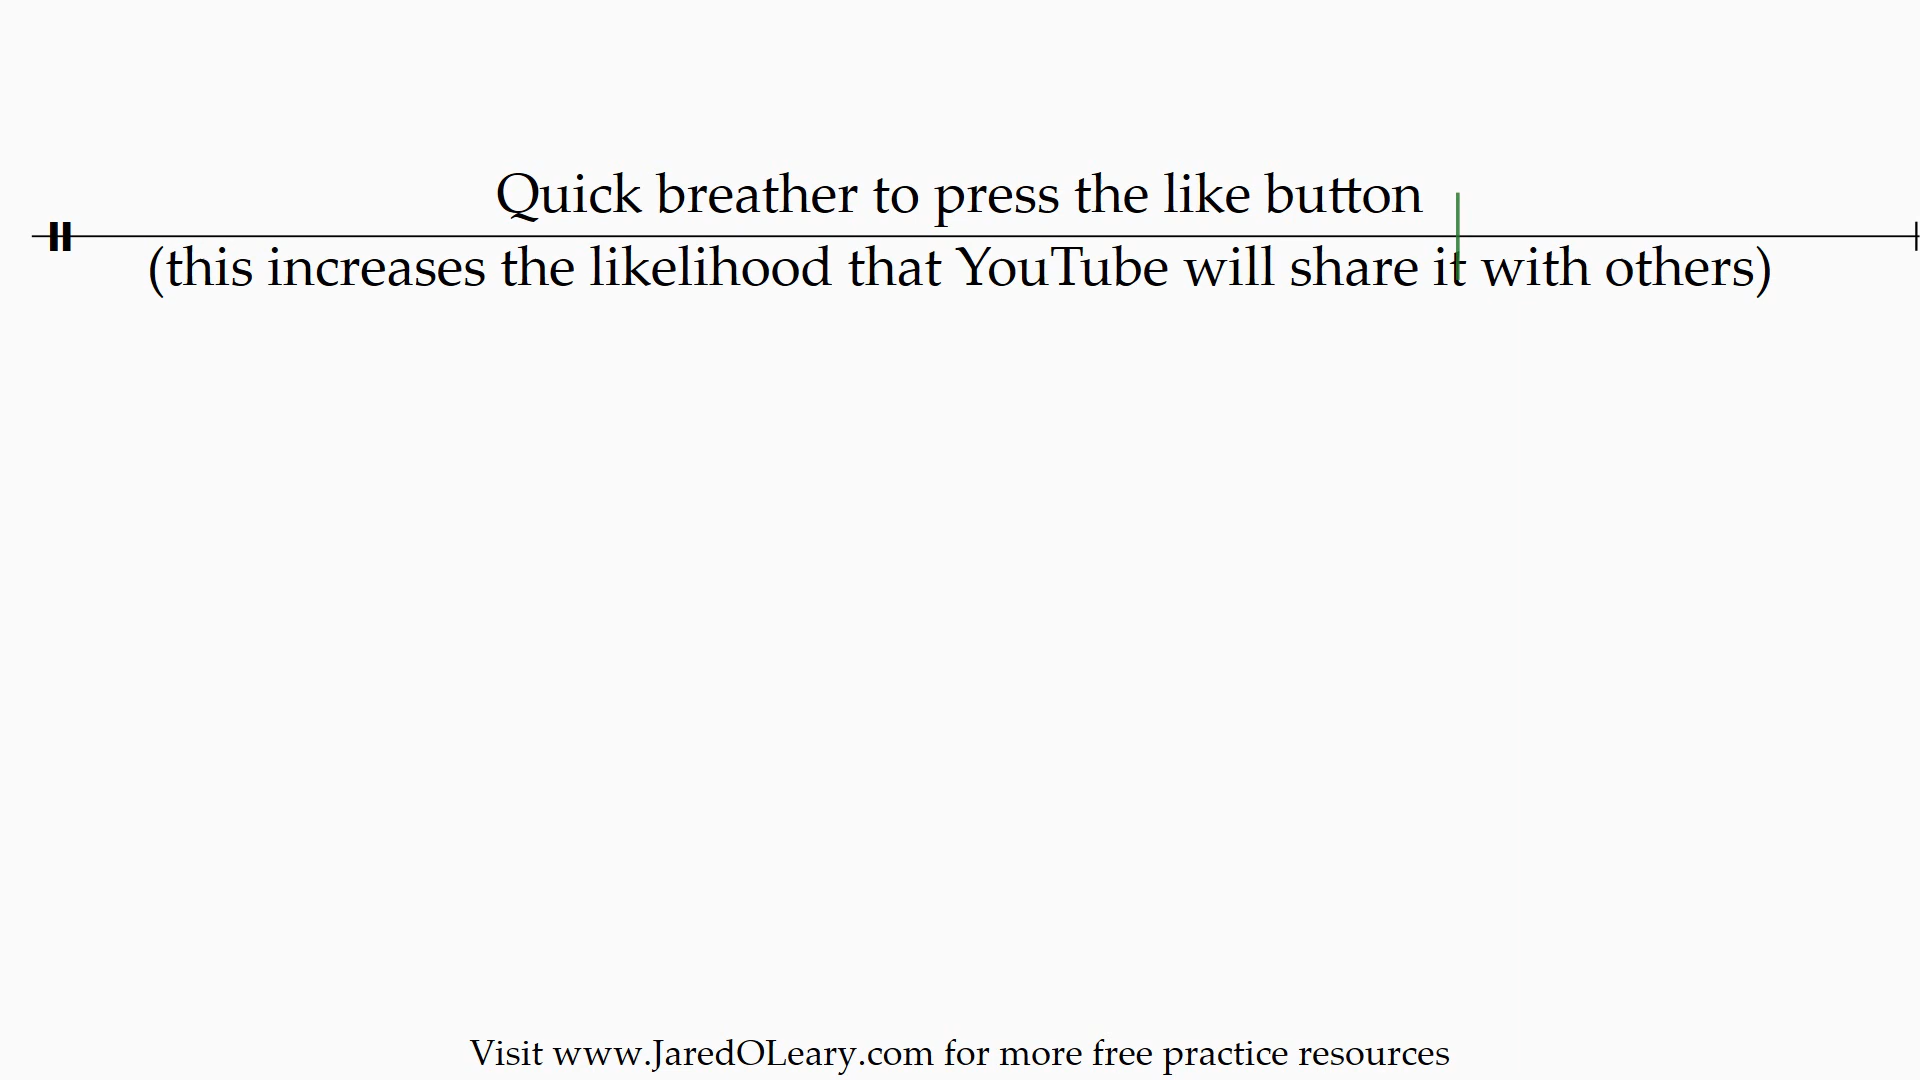 Quick breather to press the like button
(this increases the likelihood that YouTube will share it with others)
Visit www.JaredOLeary.com for more free practice resources